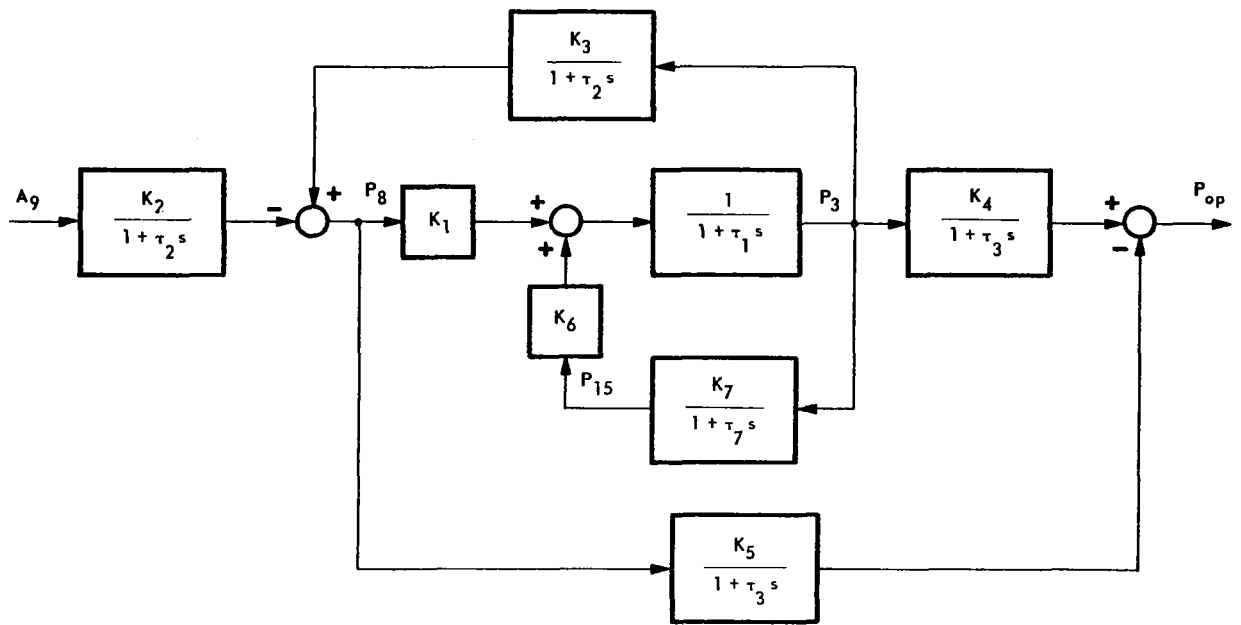 K3
1 + τ2 s
A9
K2
1 + τ2 s
-
+
P8
K1
+
+
1
1 + τ1 s
P3
K4
1 + τ3 s
+
-
Pop
K6
P15
K7
1 + τ7 s
K5
1 + τ3 s